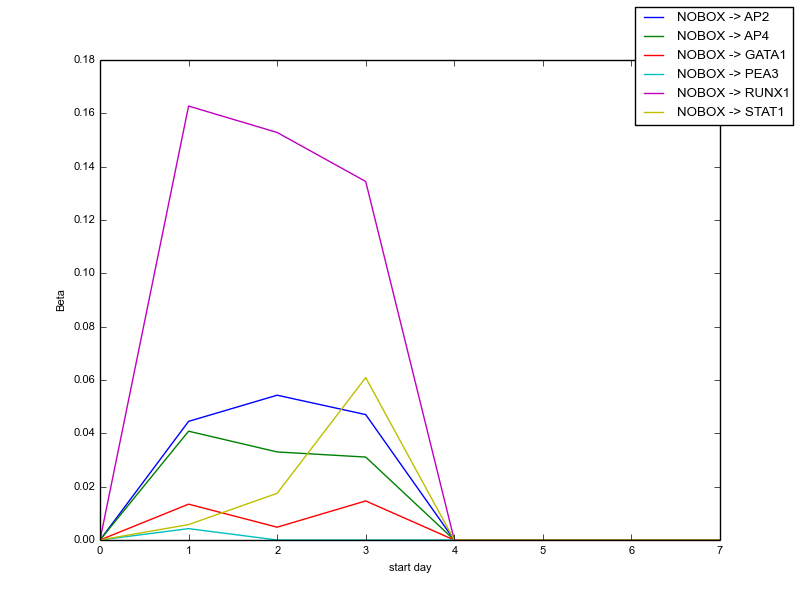 NOBOX -> AP2
NOBOX -> AP4
NOBOX -> GATA1
NOBOX -> PEA3
NOBOX -> RUNX1
NOBOX -> STAT1
0.18
0.16
0.14
0.12
0.10
0.08
0.06
0.04
0.02
0.00
Beta
0 1 2 3 4 5 6 7
start day